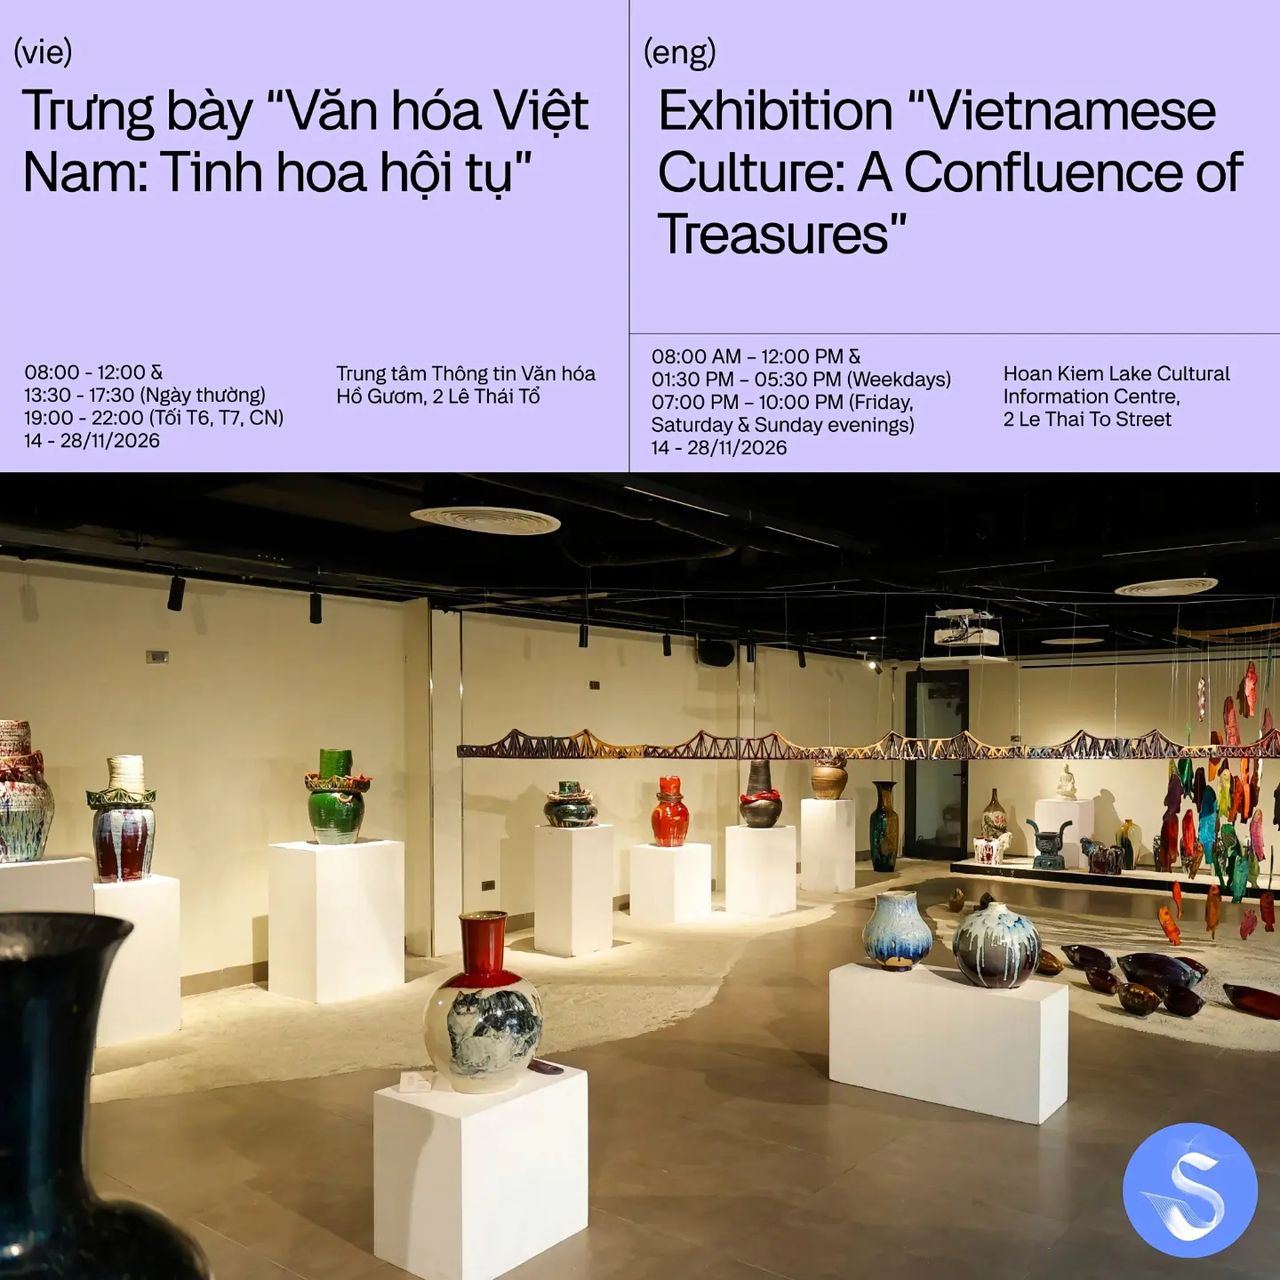 (vie)
Trưng bày “Văn hóa Việt
Nam: Tinh hoa hội tụ”
08:00 - 12:00 &
13:30 - 17:30 (Ngày thường)
19:00 - 22:00 (Tối T6, T7, CN)
14 - 28/11/2026
Trung tâm Thông tin Văn hóa
Hồ Gươm, 2 Lê Thái Tổ
(eng)
Exhibition “Vietnamese
Culture: A Confluence of
Treasures”
08:00 AM – 12:00 PM &
01:30 PM – 05:30 PM (Weekdays)
07:00 PM – 10:00 PM (Friday,
Saturday & Sunday evenings)
14 - 28/11/2026
Hoan Kiem Lake Cultural
Information Centre,
2 Le Thai To Street
S